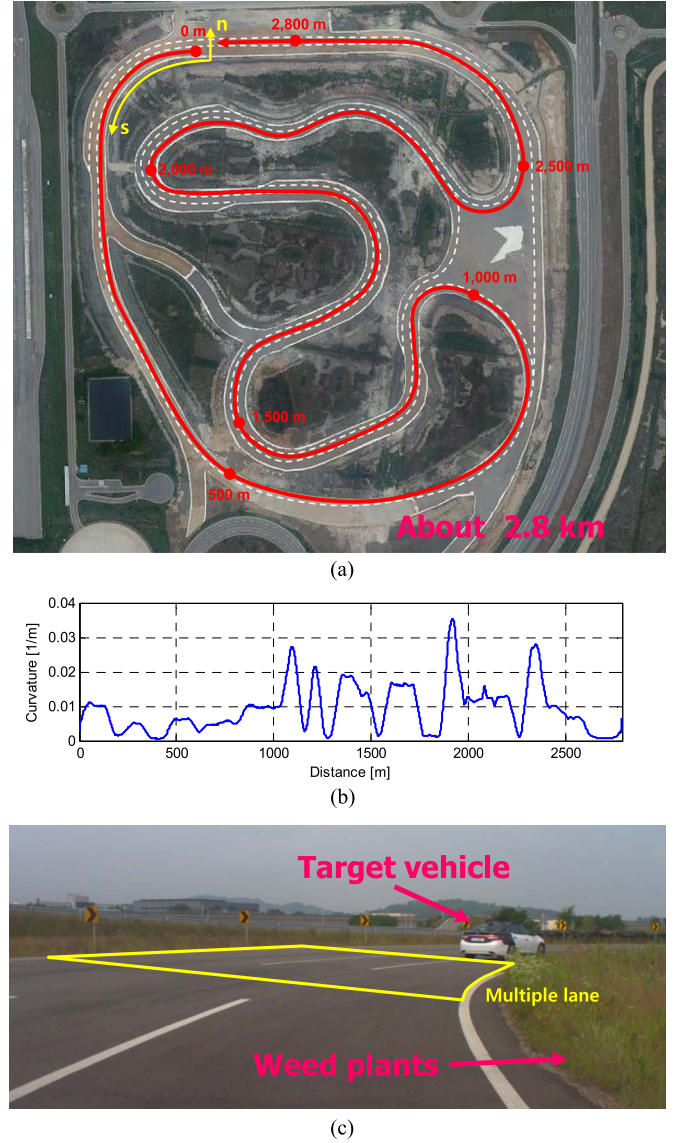 n
0 m
2,800 m
s
2,000 m
2,500 m
1,000 m
1,500 m
500 m
About 2.8 km
(a)
0.04
0.03
0.02
0.01
0
Curvature [1/m]
0 500 1000 1500 2000 2500
Distance [m]
(b)
Target vehicle
Multiple lane
Weed plants
(c)